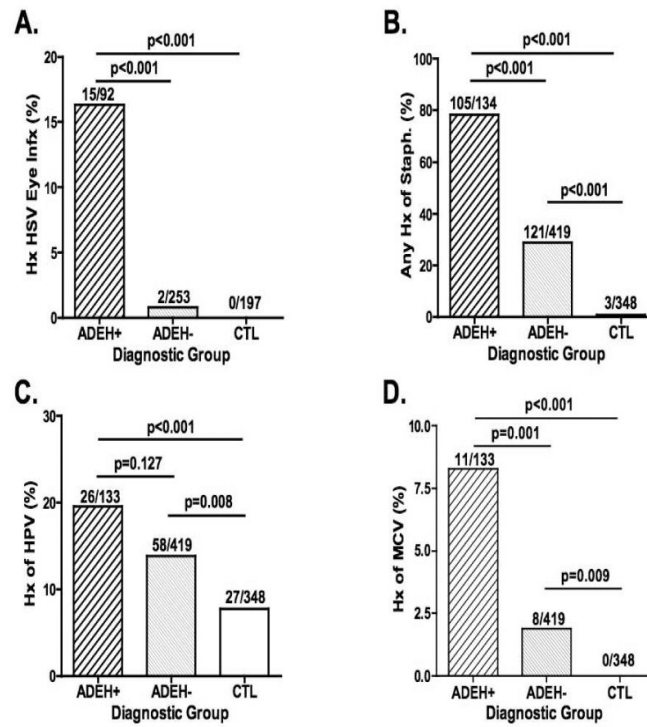 A.
p<0.001
p<0.001
20
15
10
5
0
Hx HSV Eye Infx (%)
15/92
2/253
0/197
ADEH+ ADEH- CTL
Diagnostic Group
B.
p<0.001
p<0.001
p<0.001
100
80
60
40
20
0
Any Hx of Staph. (%)
105/134
121/419
3/348
ADEH+ ADEH- CTL
Diagnostic Group
C.
p<0.001
p=0.127
p=0.008
30
20
10
0
Hx of HPV (%)
26/133
58/419
27/348
ADEH+ ADEH- CTL
Diagnostic Group
D.
p<0.001
p=0.001
p=0.009
10.0
7.5
5.0
2.5
0.0
Hx of MCV (%)
11/133
8/419
0/348
ADEH+ ADEH- CTL
Diagnostic Group